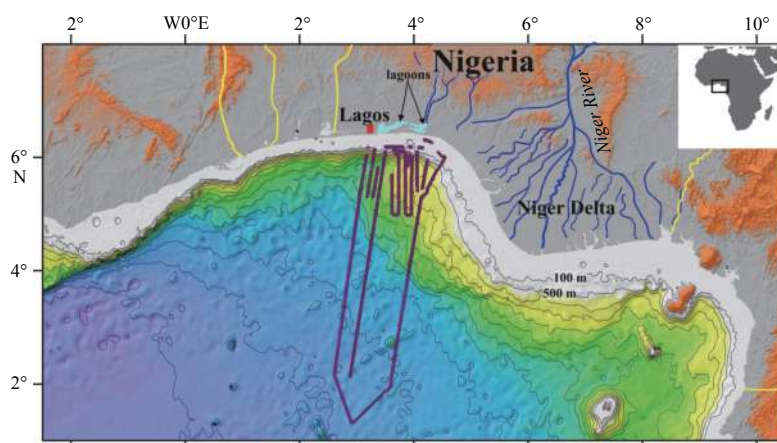 2° W0°E 2° 4° 6° 8° 10°
Nigeria
lagoons
Lagos
Niger River
6°
N
Niger Delta
4°
100 m
500 m
2°